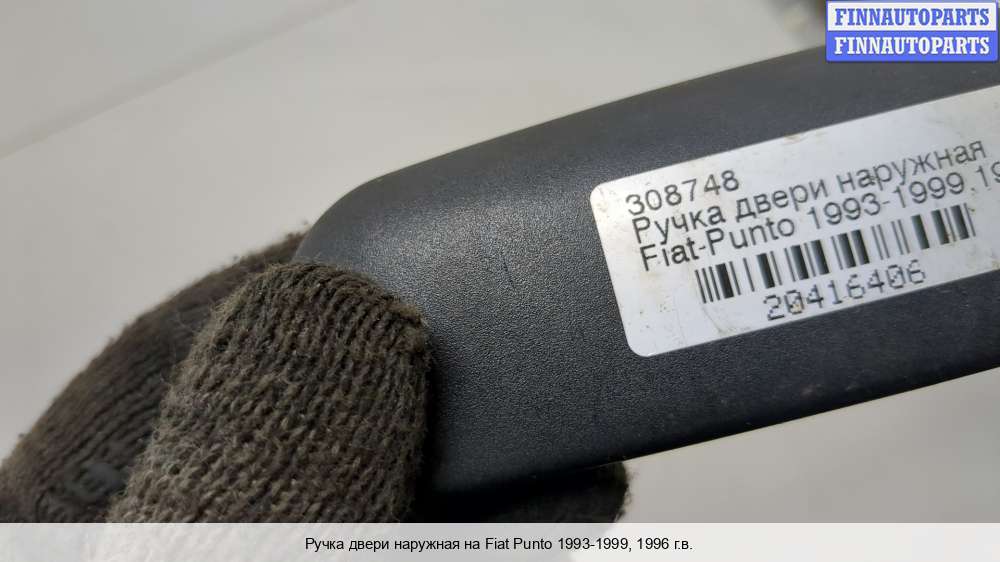 FINNAUTOPARTS
FINNAUTOPARTS
308748
Ручка двери наружная
Fiat-Punto 1993-1999,19
20416406
Ручка двери наружная на Fiat Punto 1993-1999, 1996 г.в.